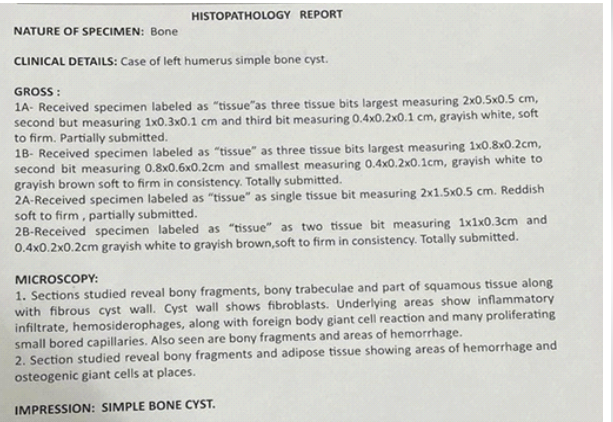 HISTOPATHOLOGY REPORT
NATURE OF SPECIMEN: Bone
CLINICAL DETAILS: Case of left humerus simple bone cyst.
GROSS :
1A- Received specimen labeled as "tissue"as three tissue bits largest measuring 2x0.5x0.5 cm,
second but measuring 1x0.3x0.1 cm and third bit measuring 0.4x0.2x0.1 cm, grayish white, soft
to firm. Partially submitted.
1B- Received specimen labeled as "tissue" as three tissue bits largest measuring 1x0.8x0.2cm,
second bit measuring 0.8x0.6x0.2cm and smallest measuring 0.4x0.2x0.1cm, grayish white to
grayish brown soft to firm in consistency. Totally submitted.
2A-Received specimen labeled as "tissue" as single tissue bit measuring 2x1.5x0.5 cm. Reddish
soft to firm , partially submitted.
2B-Received specimen labeled as "tissue" as two tissue bit measuring 1x1x0.3cm and
0.4x0.2x0.2cm grayish white to grayish brown,soft to firm in consistency. Totally submitted.
MICROSCOPY:
1. Sections studied reveal bony fragments, bony trabeculae and part of squamous tissue along
with fibrous cyst wall. Cyst wall shows fibroblasts. Underlying areas show inflammatory
infiltrate, hemosiderophages, along with foreign body giant cell reaction and many proliferating
small bored capillaries. Also seen are bony fragments and areas of hemorrhage.
2. Section studied reveal bony fragments and adipose tissue showing areas of hemorrhage and
osteogenic giant cells at places.
IMPRESSION: SIMPLE BONE CYST.